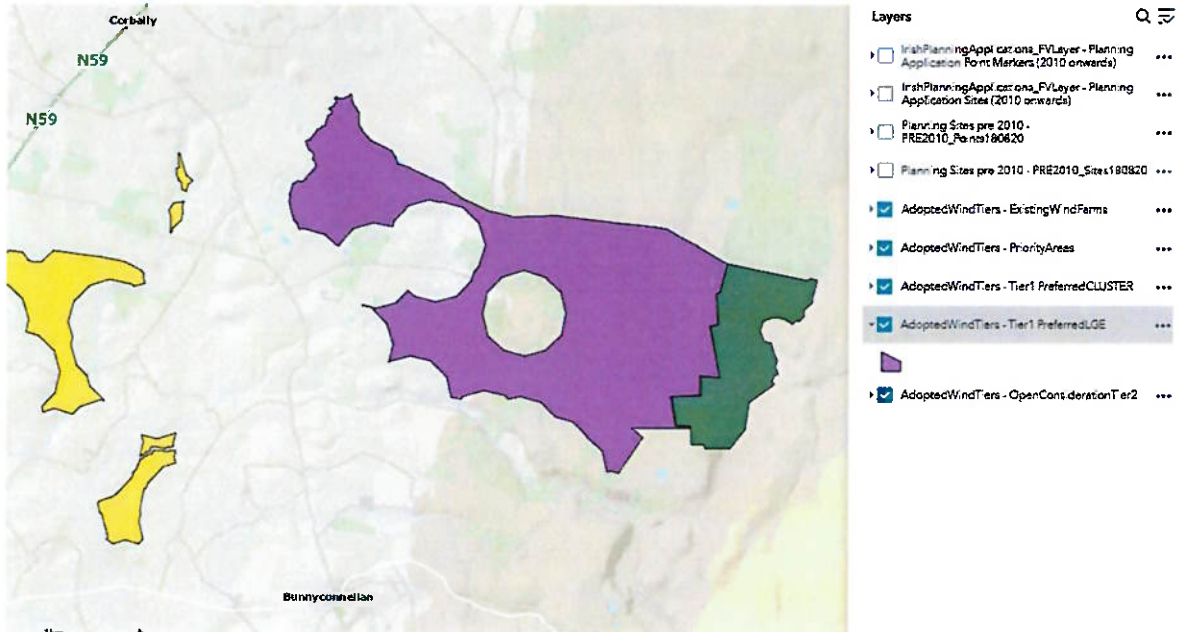 Corbally
N59
N59
Bunnyconnellan
Layers
IrishPlanningApplications_FVLayer - Planning
Application Point Markers (2010 onwards)
IrishPlanningApplications_FVLayer - Planning
Application Sites (2010 onwards)
Planning Sites pre 2010 -
PRE2010_Points180620
Planning Sites pre 2010 - PRE2010_Sites180820
AdoptedWindTiers - ExistingWindFarms
AdoptedWindTiers - PriorityAreas
AdoptedWindTiers - Tier1 PreferredCLUSTER
AdoptedWindTiers - Tier1 PreferredLGE
AdoptedWindTiers - OpenConsiderationTier2